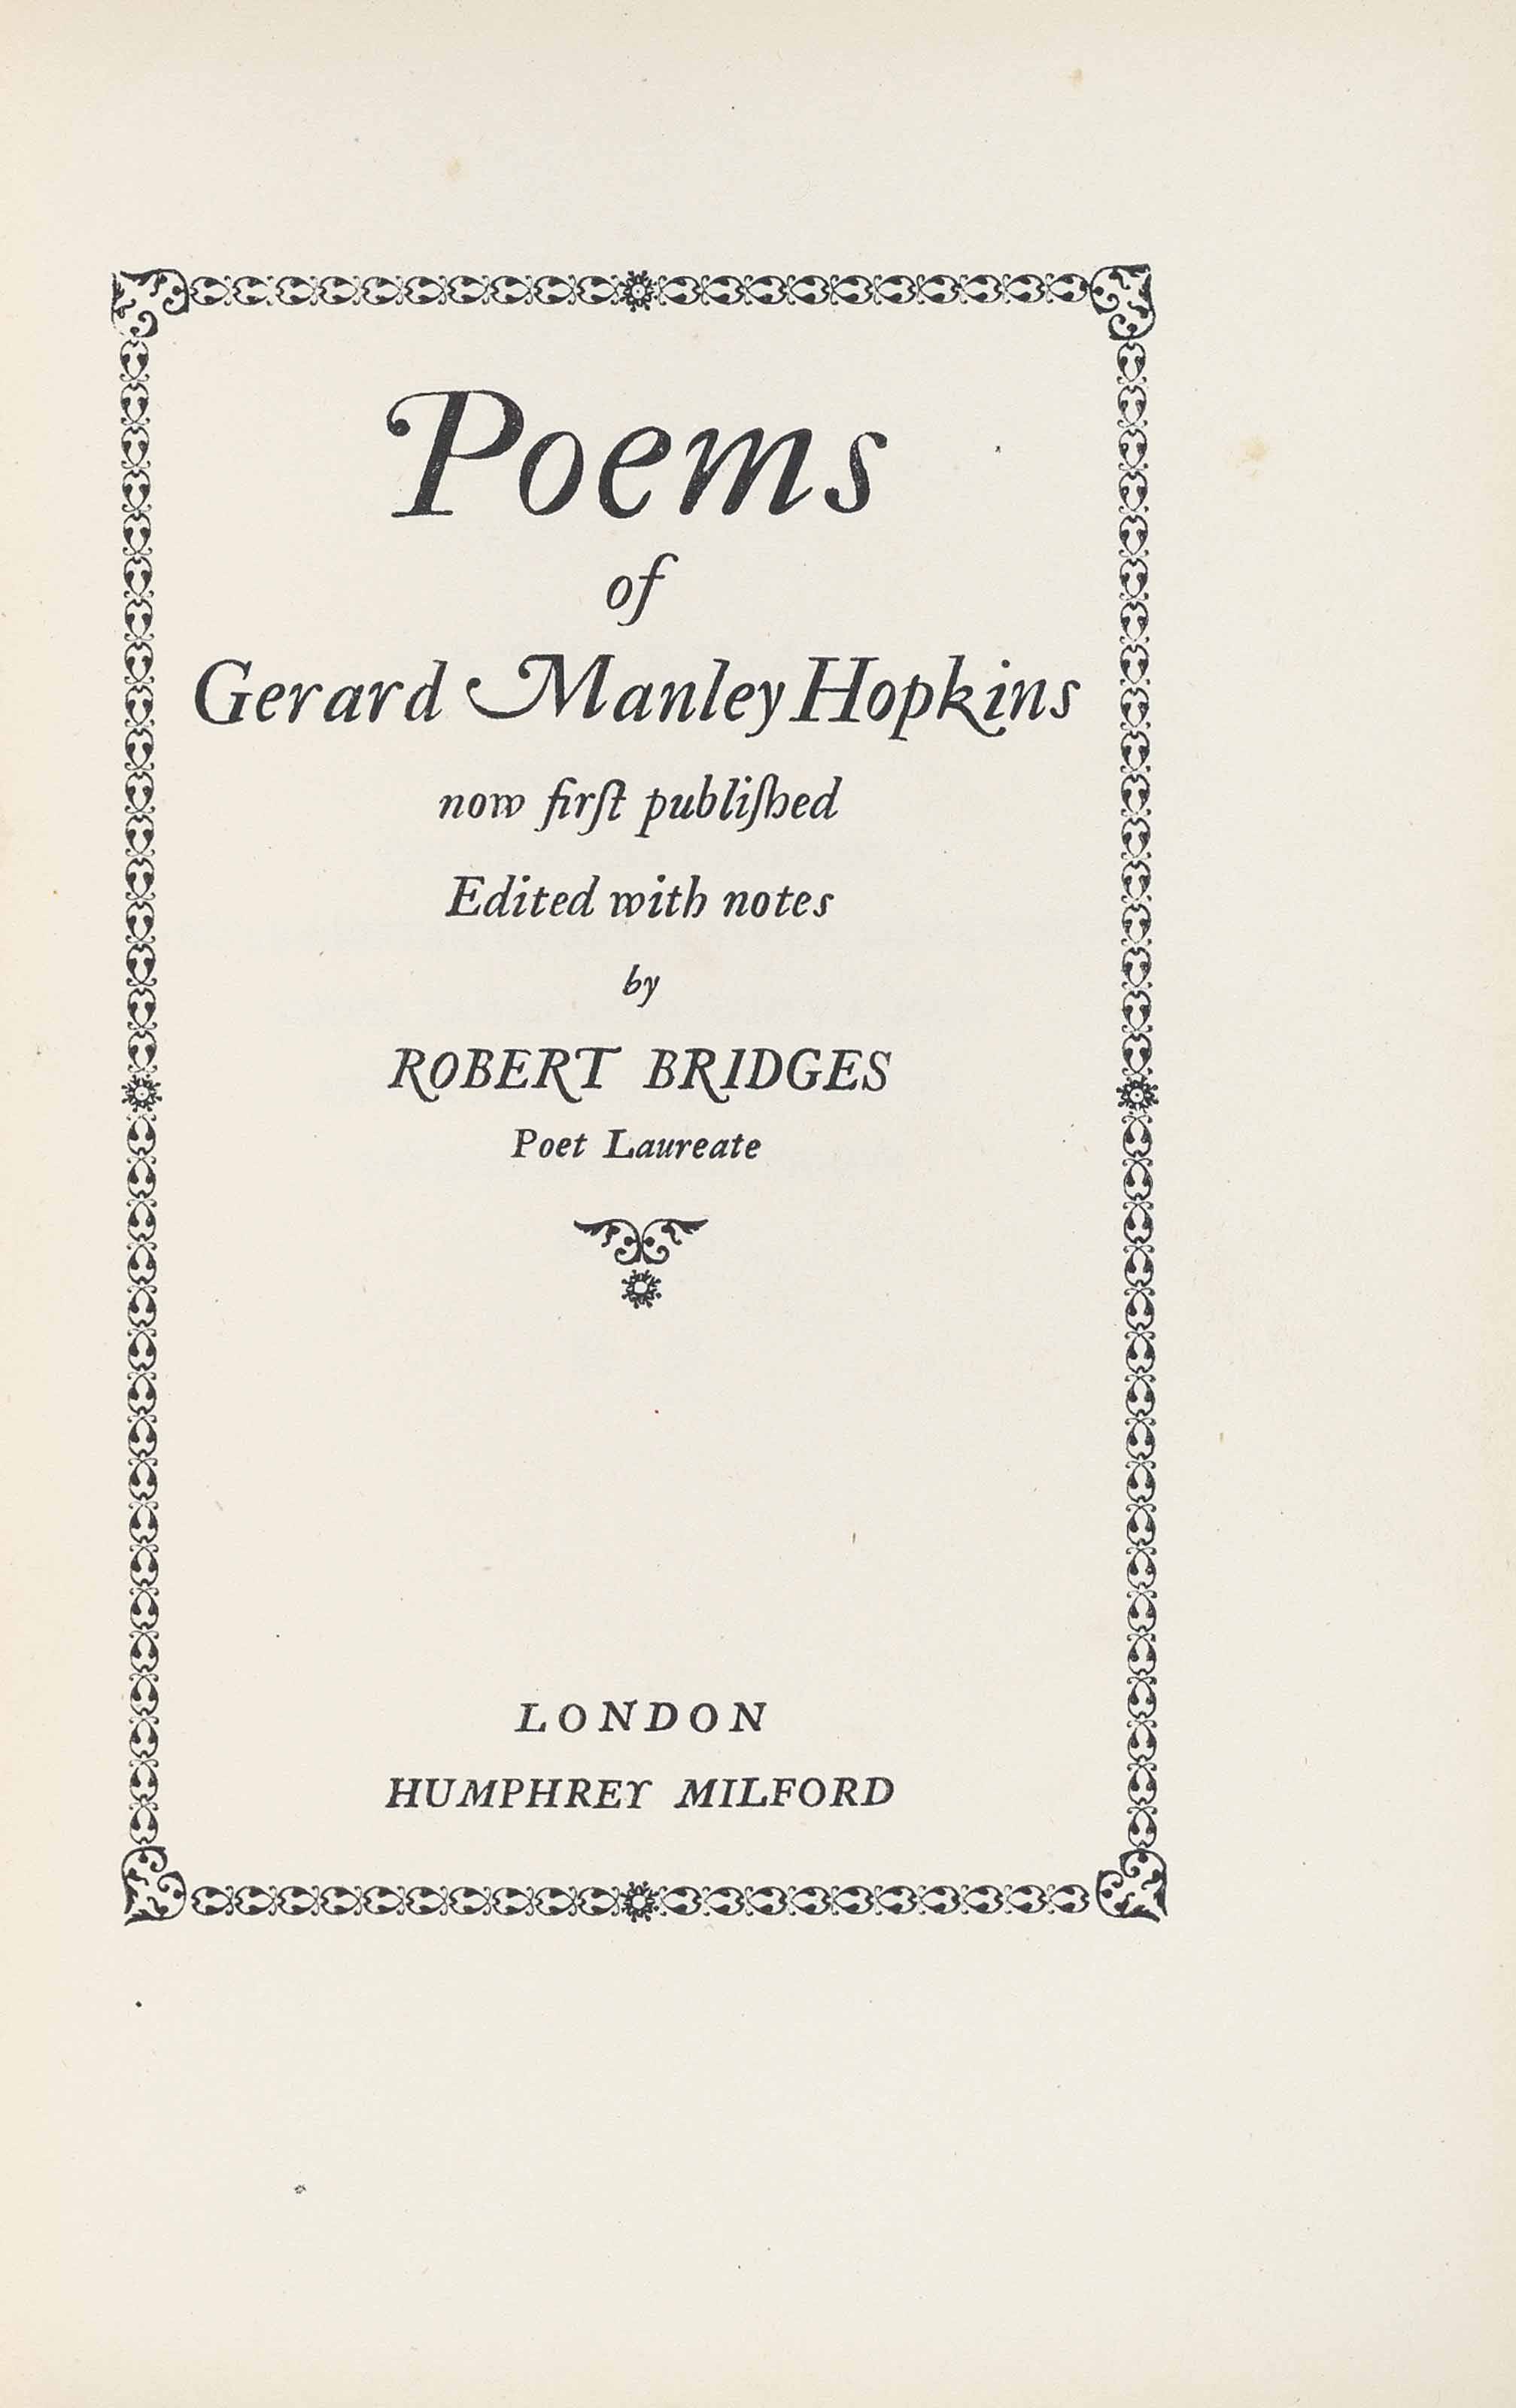 Poems
of
Gerard Manley Hopkins
now firſt publiſhed
Edited with notes
by
ROBERT BRIDGES
Poet Laureate
LONDON
HUMPHREY MILFORD